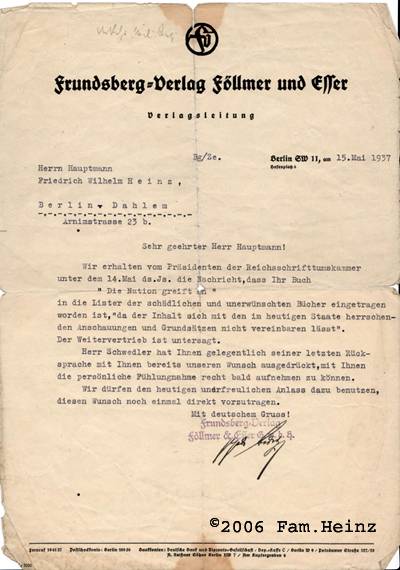 Frundsberg=Verlag Föllmer und Esser
Verlagsleitung
Bg/Ze.
Berlin SW 11, am 15.Mai 1937
Herrn Hauptmann
Friedrich Wilhelm Heinz,
Berlin - Dahlem
Arnimstrasse 23 b.
Sehr geehrter Herr Hauptmann!
Wir erhalten vom Präsidenten der Reichsschrifttumskammer
unter dem 14.Mai ds.Js. die Nachricht, dass Ihr Buch
" Die Nation greift an "
in die Lister der schädlichen und unerwünschten Bücher eingetragen
worden ist,"da der Inhalt sich mit den im heutigen Staate herrschen-
den Anschauungen und Grundsätzen nicht vereinbaren lässt".
Der Weitervertrieb ist untersagt.
Herr Schwedler hat Ihnen gelegentlich seiner letzten Rück-
sprache mit Ihnen bereits unseren Wunsch ausgedrückt, mit Ihnen
die persönliche Fühlungnahme recht bald aufnehmen zu können.
Wir dürfen den heutigen unerfreulichen Anlass dazu benutzen,
diesen Wunsch noch einmal direkt vorzutragen.
Mit deutschem Gruss!
Frundsberg-Verlag
Föllmer & Esser G.m.b.H.
©2006 Fam.Heinz